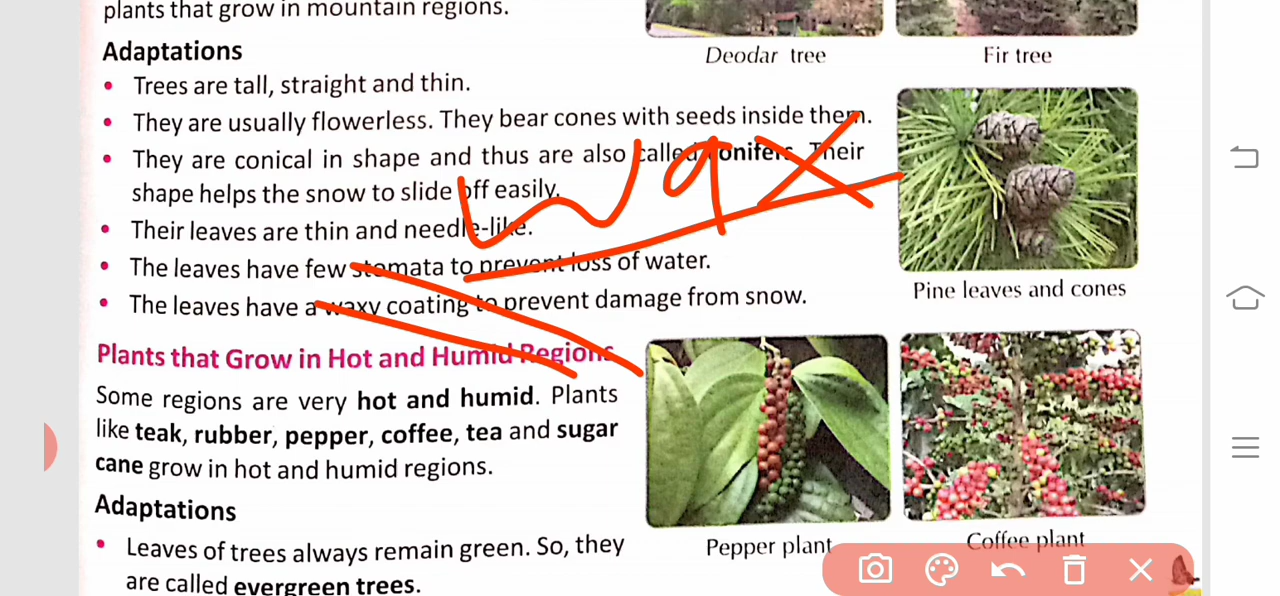 plants that grow in mountain regions.
Adaptations
Deodar tree
Fir tree
• Trees are tall, straight and thin.
• They are usually flowerless. They bear cones with seeds inside them.
• They are conical in shape and thus are also called conifers. Their
shape helps the snow to slide off easily.
wax
• Their leaves are thin and needle-like.
• The leaves have few stomata to prevent loss of water.
• The leaves have a waxy coating to prevent damage from snow.
Pine leaves and cones
Plants that Grow in Hot and Humid Regions
Some regions are very hot and humid. Plants
like teak, rubber, pepper, coffee, tea and sugar
cane grow in hot and humid regions.
Adaptations
• Leaves of trees always remain green. So, they
are called evergreen trees.
Pepper plant
Coffee plant